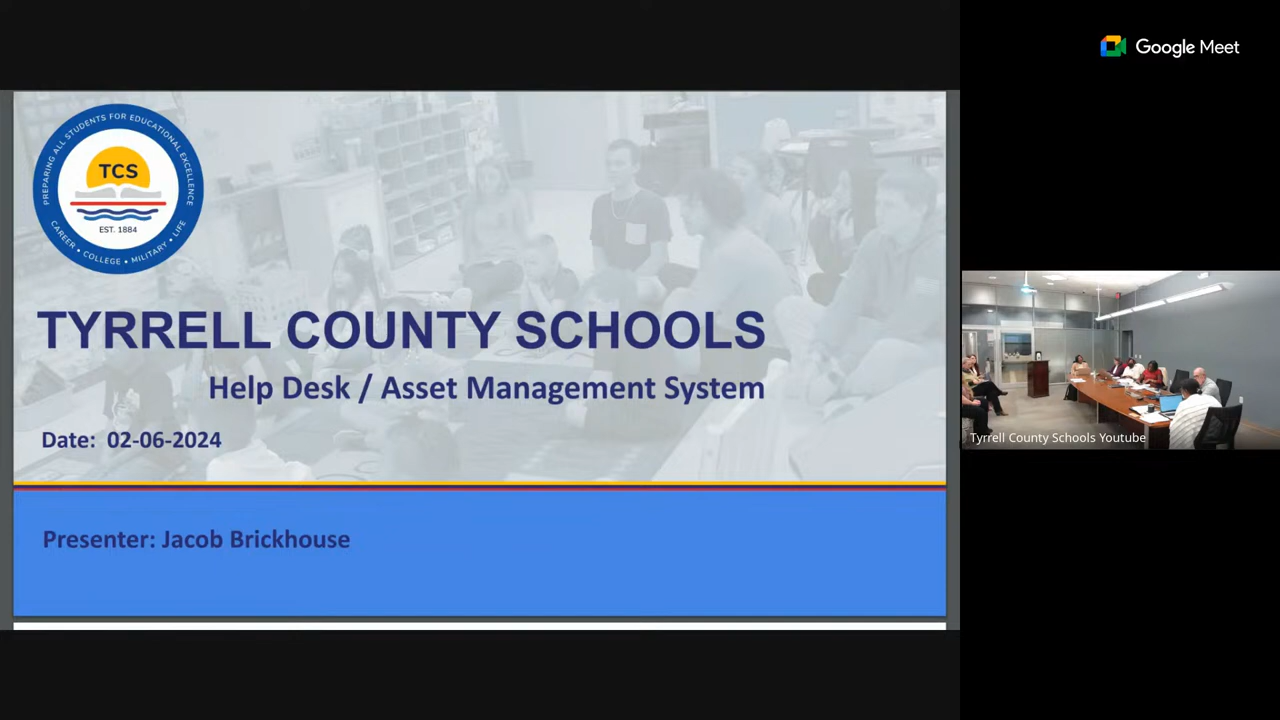 Google Meet
PREPARING ALL STUDENTS FOR EDUCATIONAL EXCELLENCE
TCS
EST. 1884
CAREER • COLLEGE • MILITARY • LIFE
TYRRELL COUNTY SCHOOLS
Help Desk / Asset Management System
Date: 02-06-2024
Presenter: Jacob Brickhouse
Tyrrell County Schools Youtube